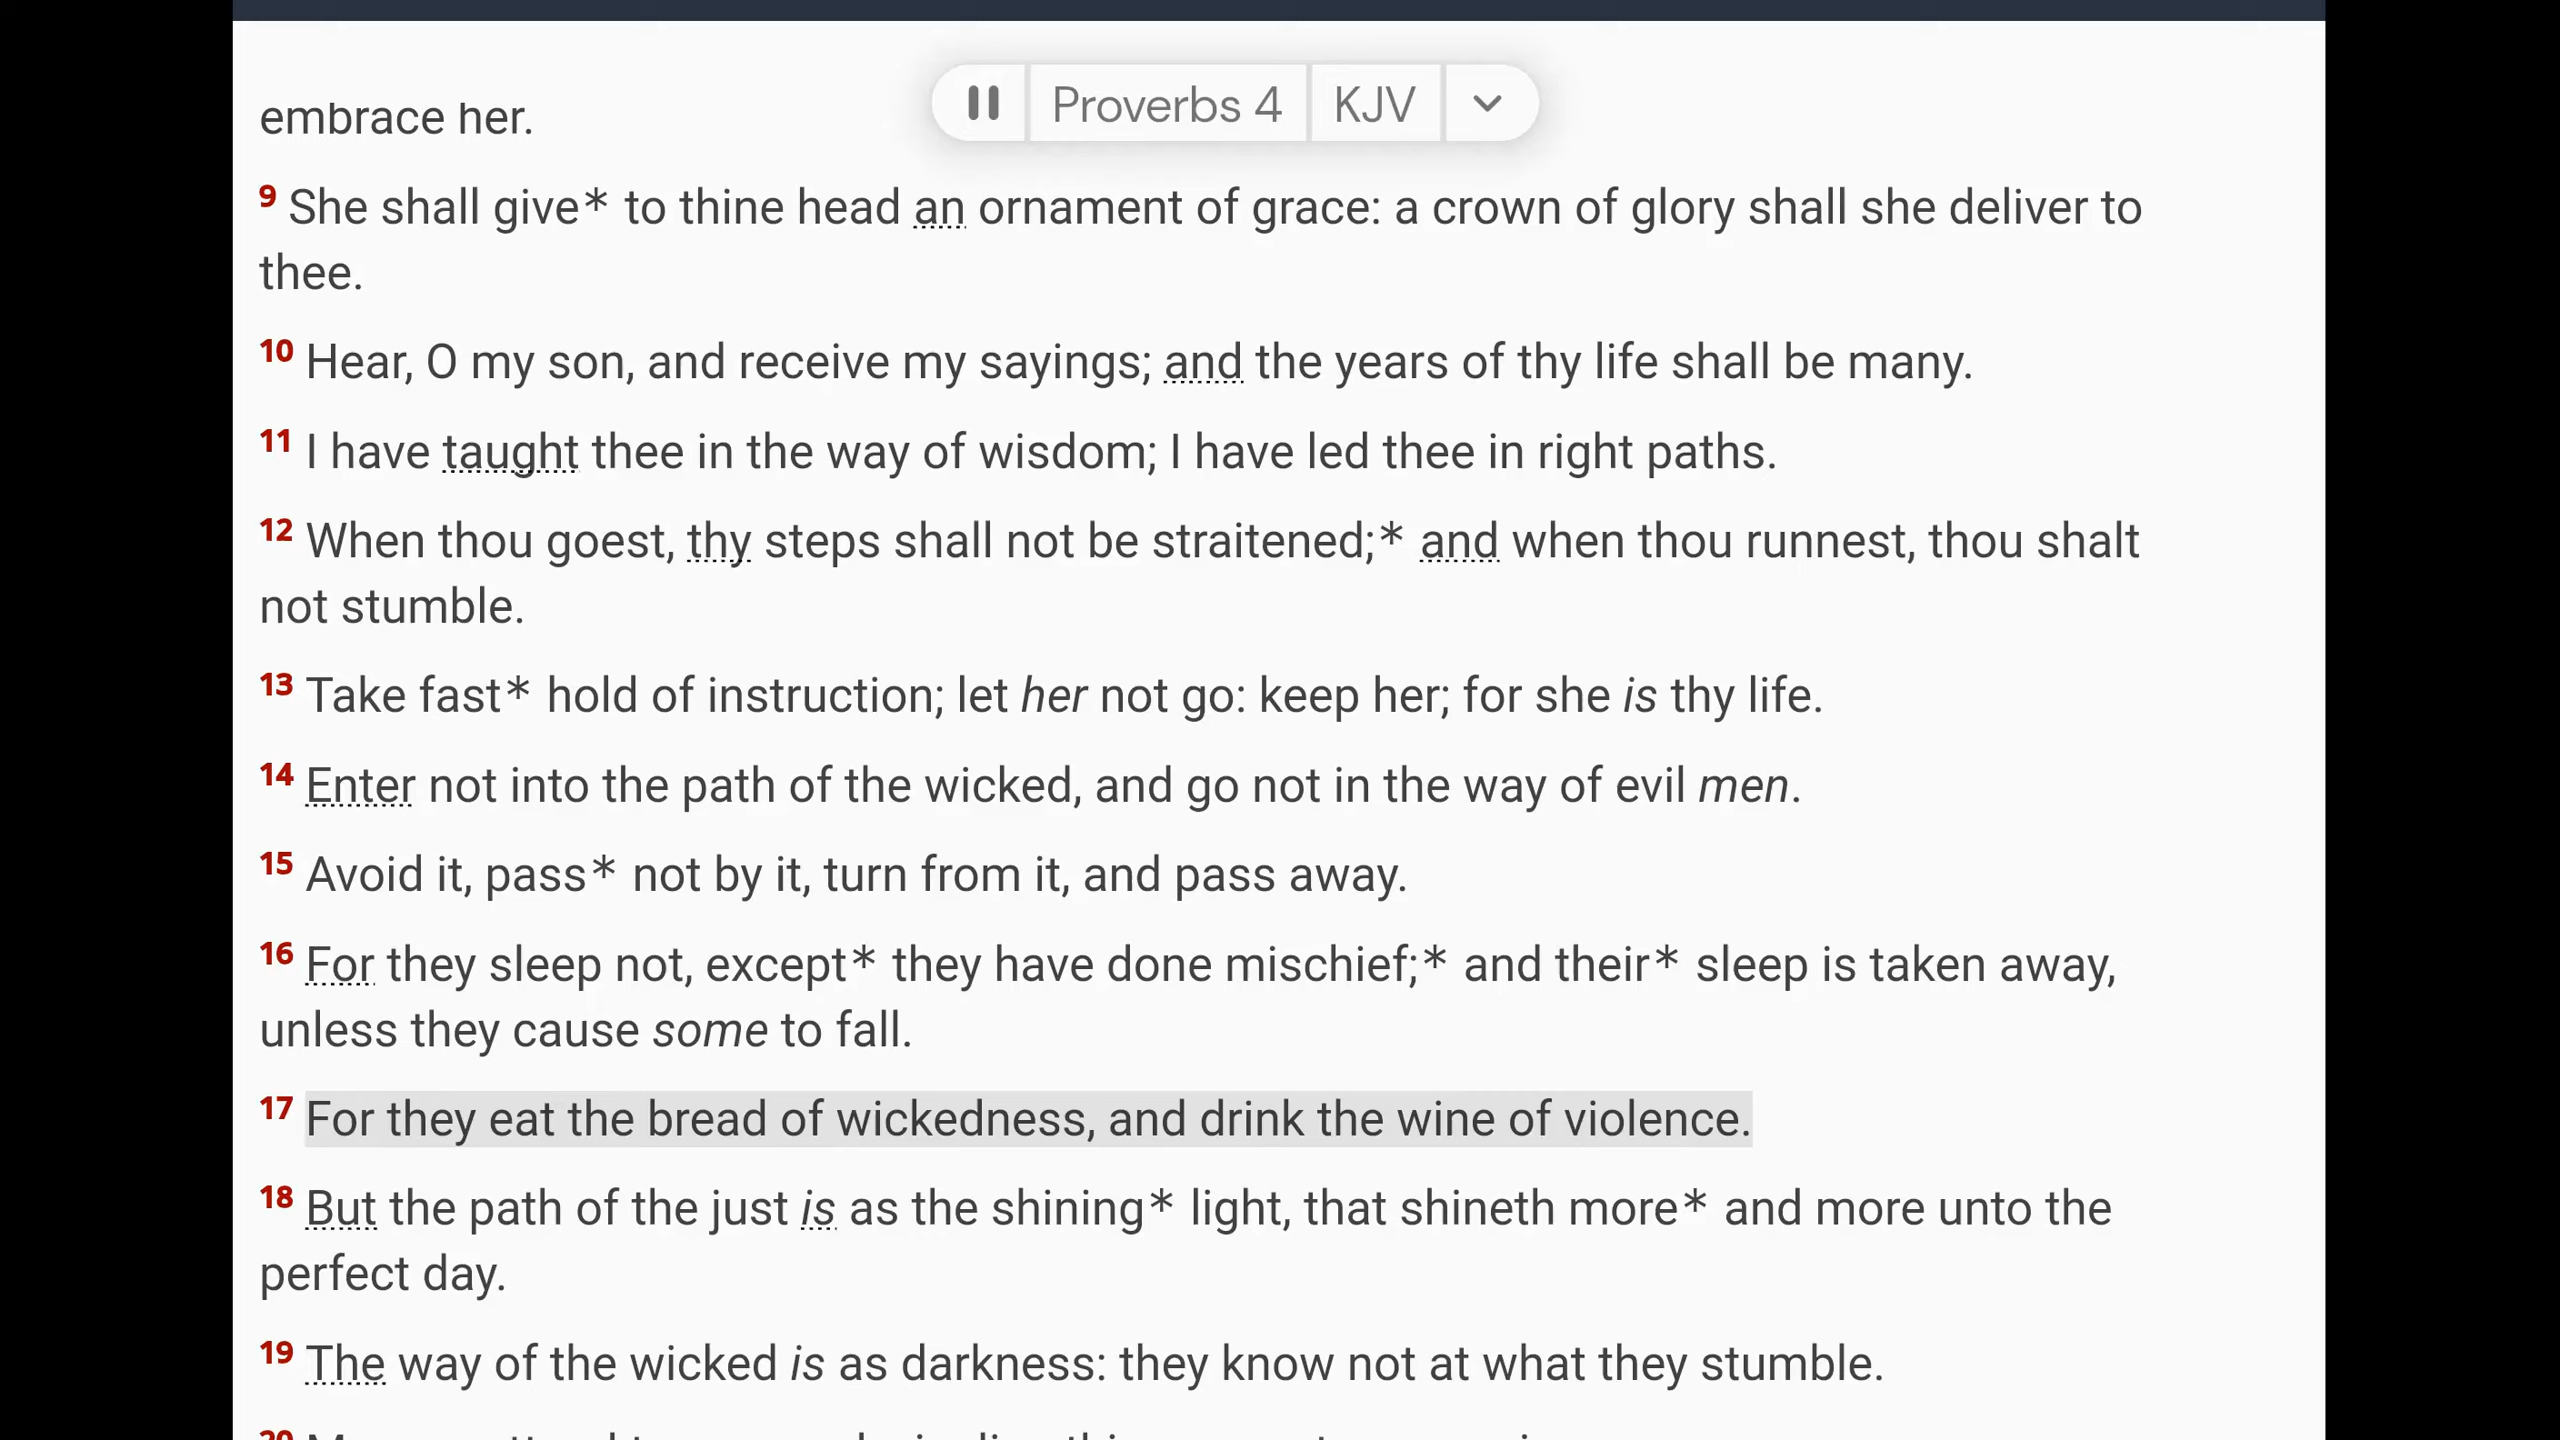 embrace her.
Proverbs 4 KJV
9 She shall give* to thine head an ornament of grace: a crown of glory shall she deliver to
thee.
10 Hear, O my son, and receive my sayings; and the years of thy life shall be many.
11 I have taught thee in the way of wisdom; I have led thee in right paths.
12 When thou goest, thy steps shall not be straitened;* and when thou runnest, thou shalt
not stumble.
13 Take fast* hold of instruction; let her not go: keep her; for she is thy life.
14 Enter not into the path of the wicked, and go not in the way of evil men.
15 Avoid it, pass* not by it, turn from it, and pass away.
16 For they sleep not, except* they have done mischief;* and their* sleep is taken away,
unless they cause some to fall.
17 For they eat the bread of wickedness, and drink the wine of violence.
18 But the path of the just is as the shining* light, that shineth more* and more unto the
perfect day.
19 The way of the wicked is as darkness: they know not at what they stumble.